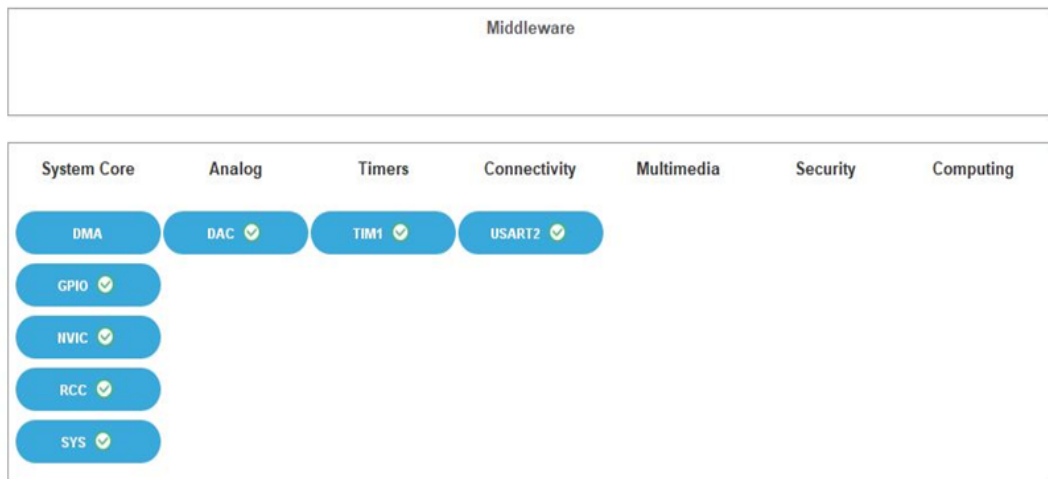 Middleware
System Core Analog Timers Connectivity Multimedia Security Computing
DMA DAC TIM1 USART2
GPIO
NVIC
RCC
SYS